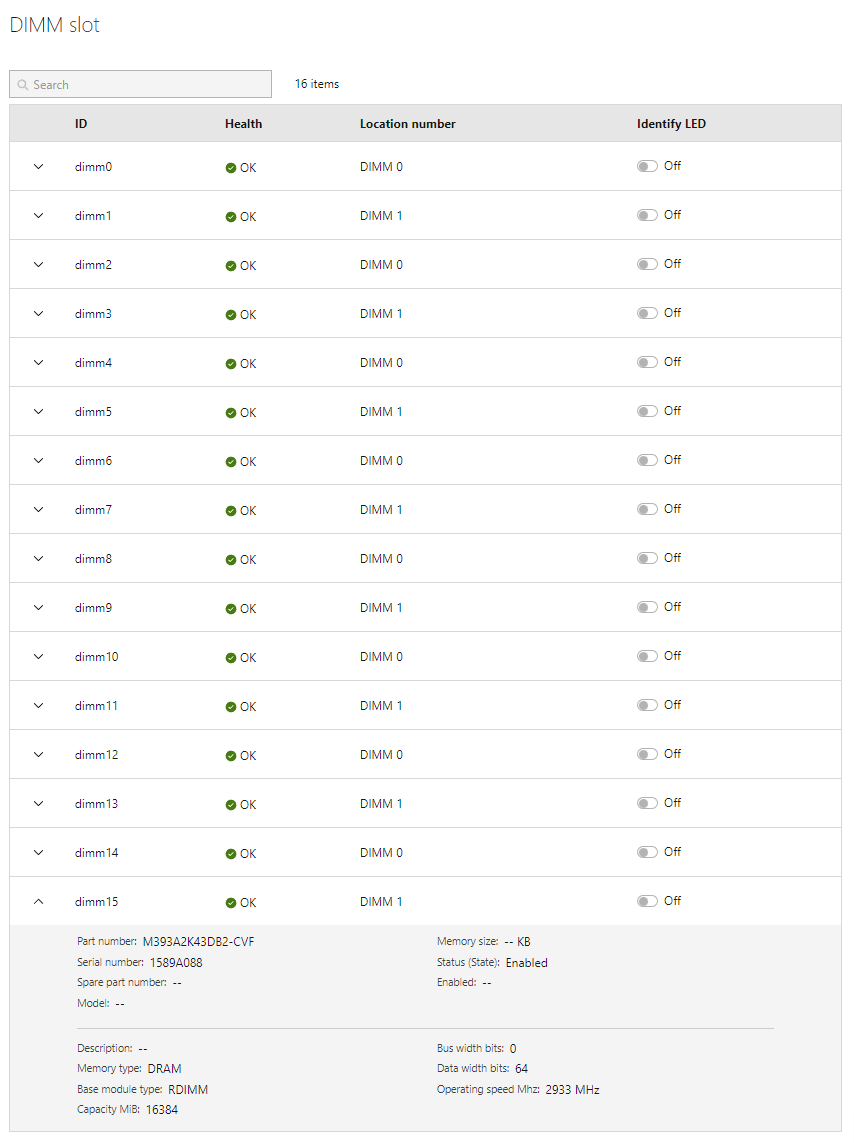 DIMM slot
Search 16 items
ID Health Location number Identify LED
dimm0 OK DIMM 0 Off
dimm1 OK DIMM 1 Off
dimm2 OK DIMM 0 Off
dimm3 OK DIMM 1 Off
dimm4 OK DIMM 0 Off
dimm5 OK DIMM 1 Off
dimm6 OK DIMM 0 Off
dimm7 OK DIMM 1 Off
dimm8 OK DIMM 0 Off
dimm9 OK DIMM 1 Off
dimm10 OK DIMM 0 Off
dimm11 OK DIMM 1 Off
dimm12 OK DIMM 0 Off
dimm13 OK DIMM 1 Off
dimm14 OK DIMM 0 Off
dimm15 OK DIMM 1 Off
Part number: M393A2K43DB2-CVF Memory size: -- KB
Serial number: 1589A088 Status (State): Enabled
Spare part number: -- Enabled: --
Model: --
Description: -- Bus width bits: 0
Memory type: DRAM Data width bits: 64
Base module type: RDIMM Operating speed Mhz: 2933 MHz
Capacity MiB: 16384